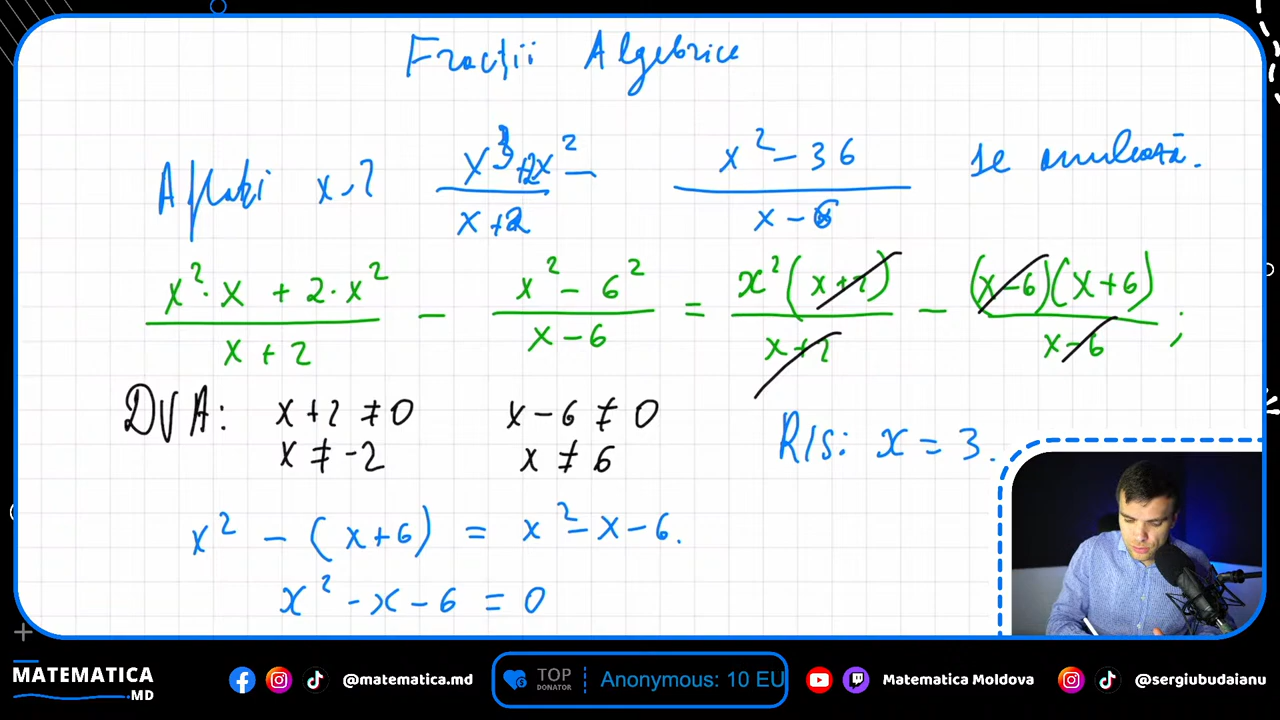 Fracții Algebrice
Aflați x-? x³+2x²/x+2 - x²-36/x-6 se anulează.
x²·x + 2·x²/x+2 - x²-6²/x-6 = x²(x+2)/x+2 - (x-6)(x+6)/x-6 ;
DVA: x+2 ≠ 0 x-6 ≠ 0
x ≠ -2 x ≠ 6
R/S: x = 3.
x² - (x+6) = x²-x-6.
x²-x-6 = 0
MATEMATICA
.MD
@matematica.md
TOP
DONATOR
Anonymous: 10 EU
Matematica Moldova
@sergiubudaianu